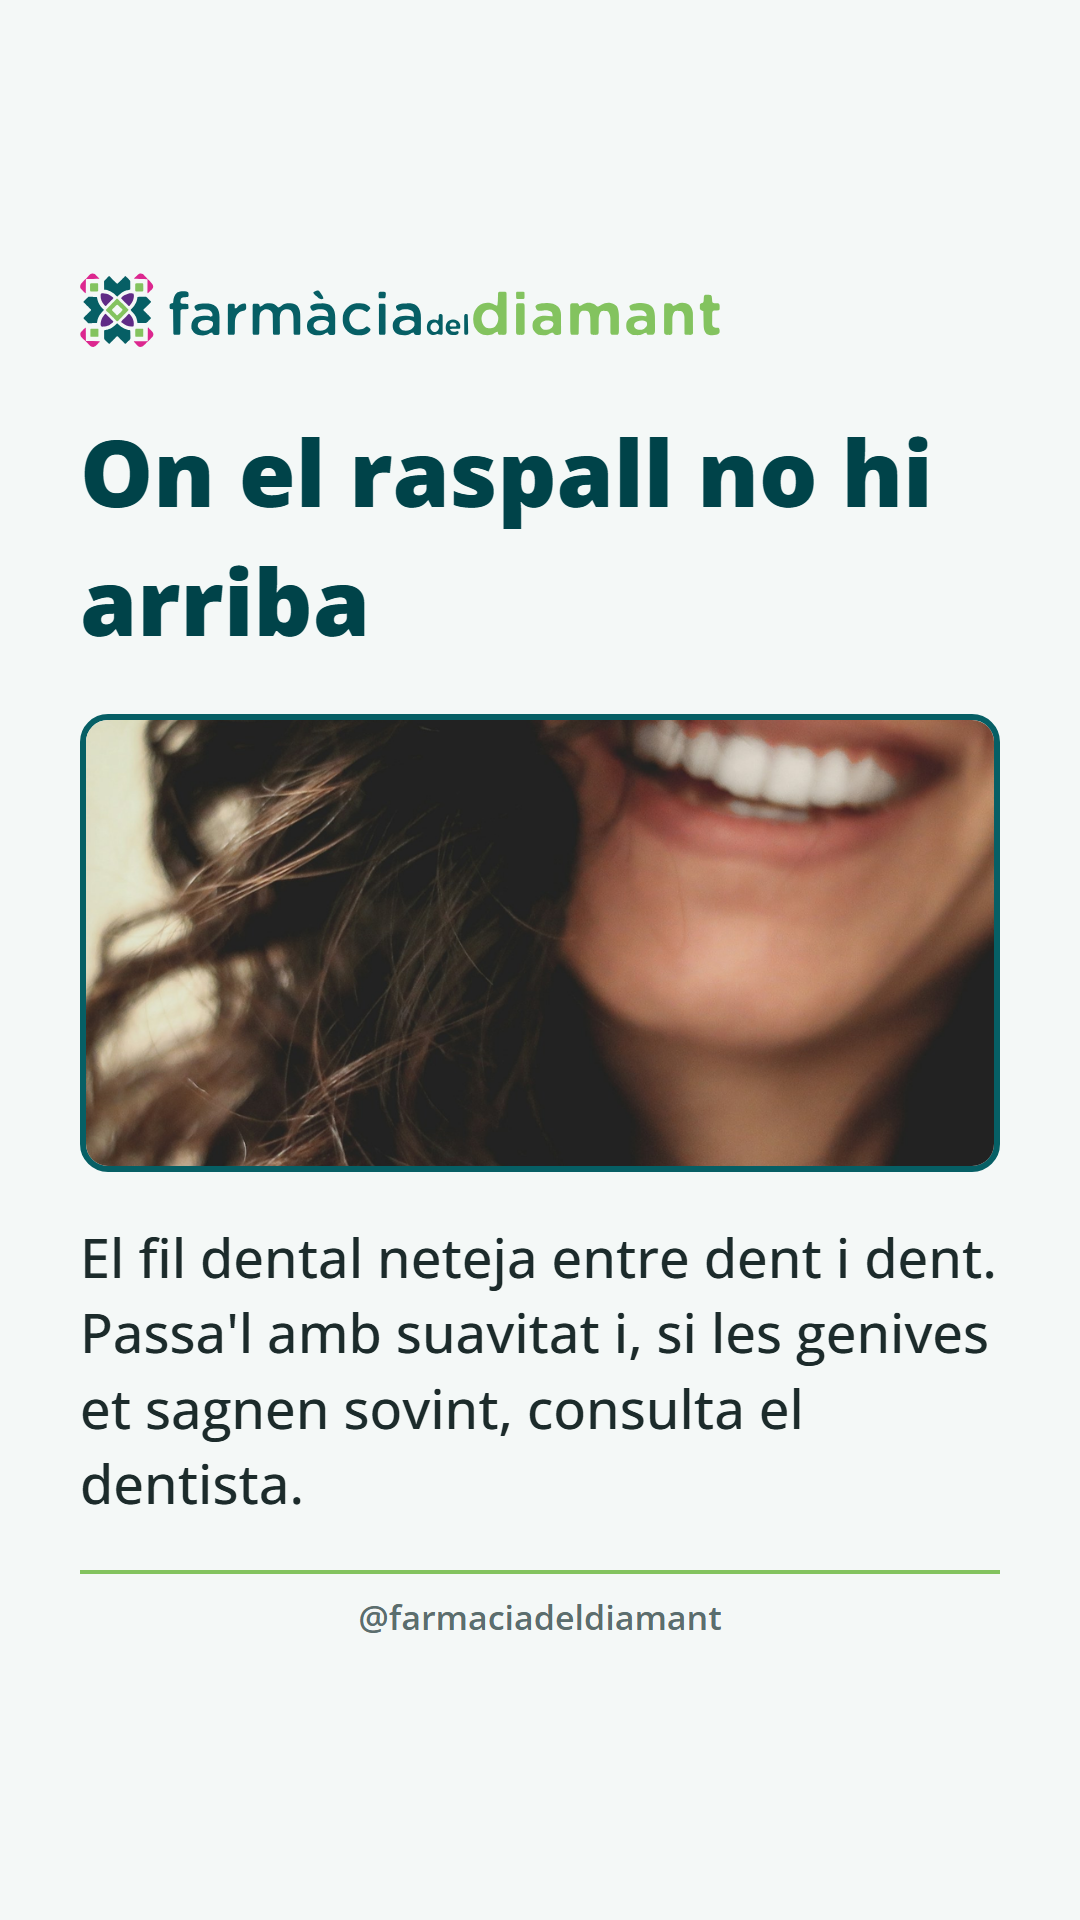 farmàciadeldiamant
On el raspall no hi
arriba
El fil dental neteja entre dent i dent.
Passa'l amb suavitat i, si les genives
et sagnen sovint, consulta el
dentista.
@farmaciadeldiamant